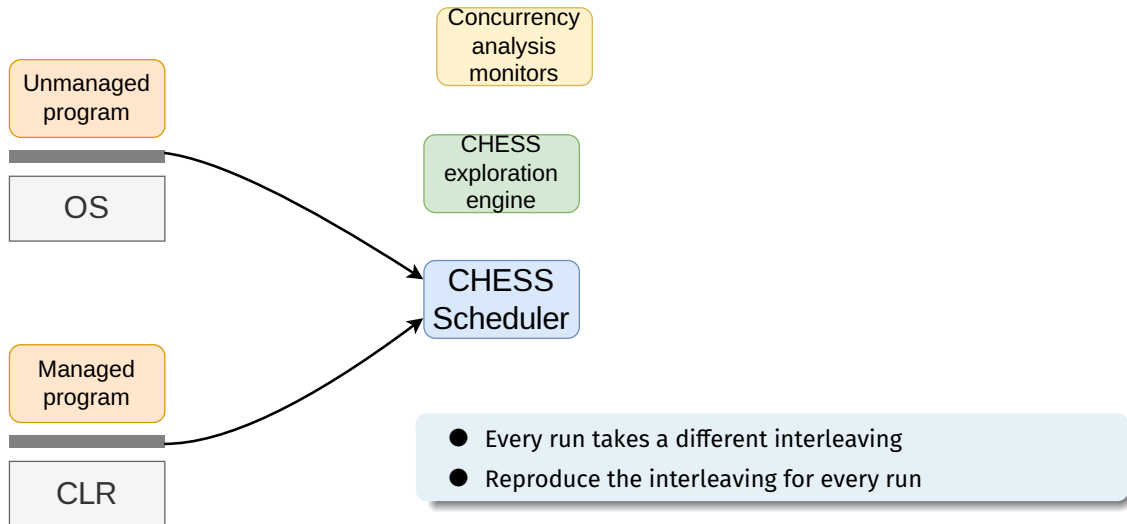 Concurrency
analysis
monitors
Unmanaged
program
CHESS
exploration
engine
OS
CHESS
Scheduler
Managed
program
● Every run takes a different interleaving
● Reproduce the interleaving for every run
CLR